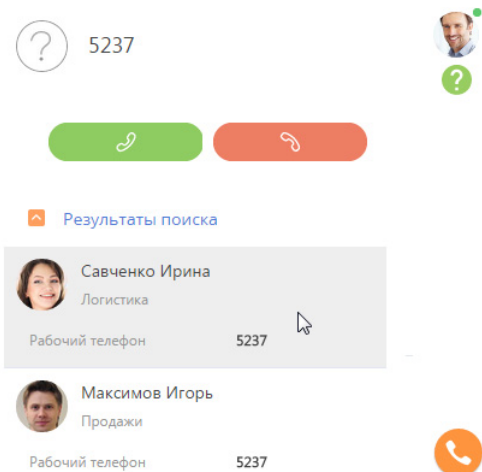 5237
Результаты поиска
Савченко Ирина
Логистика
Рабочий телефон 5237
Максимов Игорь
Продажи
Рабочий телефон 5237